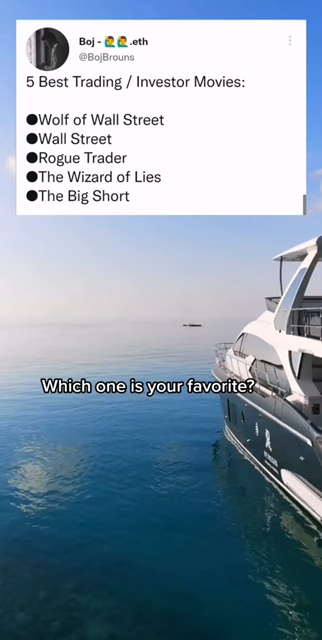 Boj - 🙋‍♂️🙋‍♂️.eth
@BojBrouns
5 Best Trading / Investor Movies:
●Wolf of Wall Street
●Wall Street
●Rogue Trader
●The Wizard of Lies
●The Big Short
Which one is your favorite?